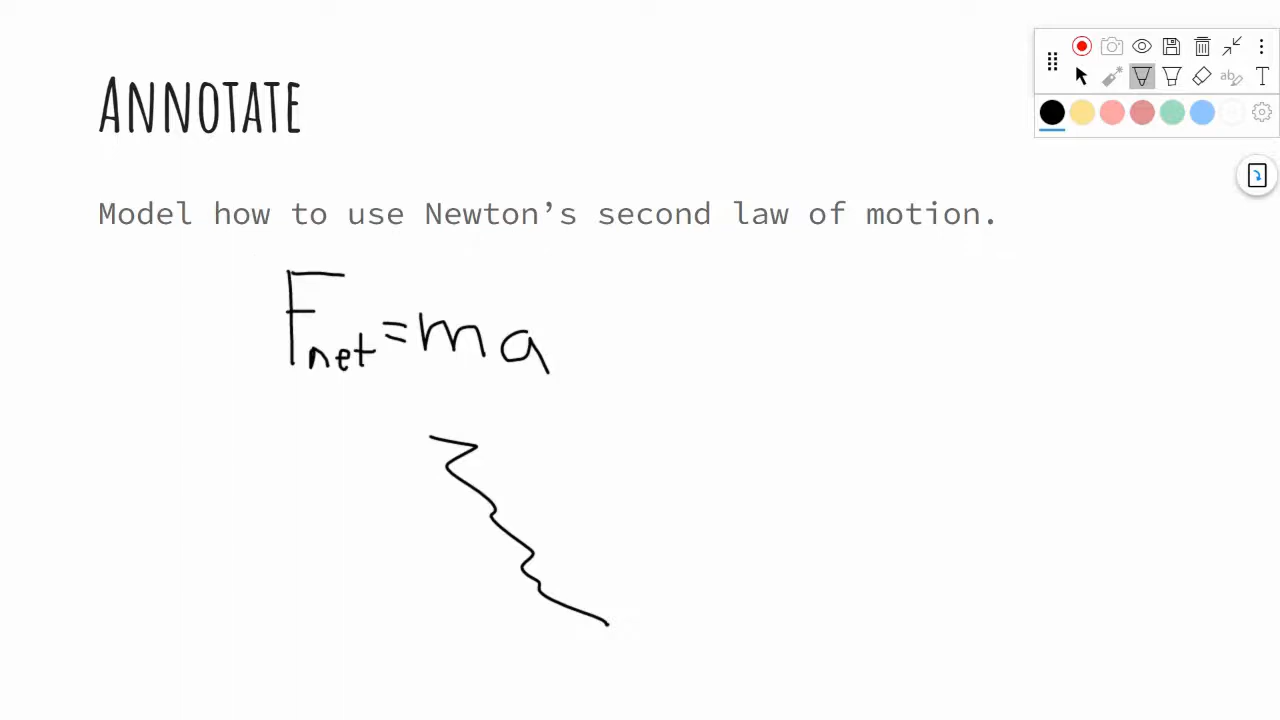 ANNOTATE
Model how to use Newton’s second law of motion.
Fnet=ma